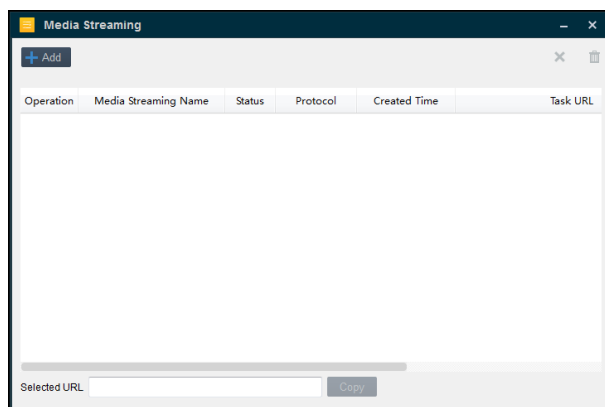 Media Streaming
Add
Operation Media Streaming Name Status Protocol Created Time Task URL
Selected URL Copy